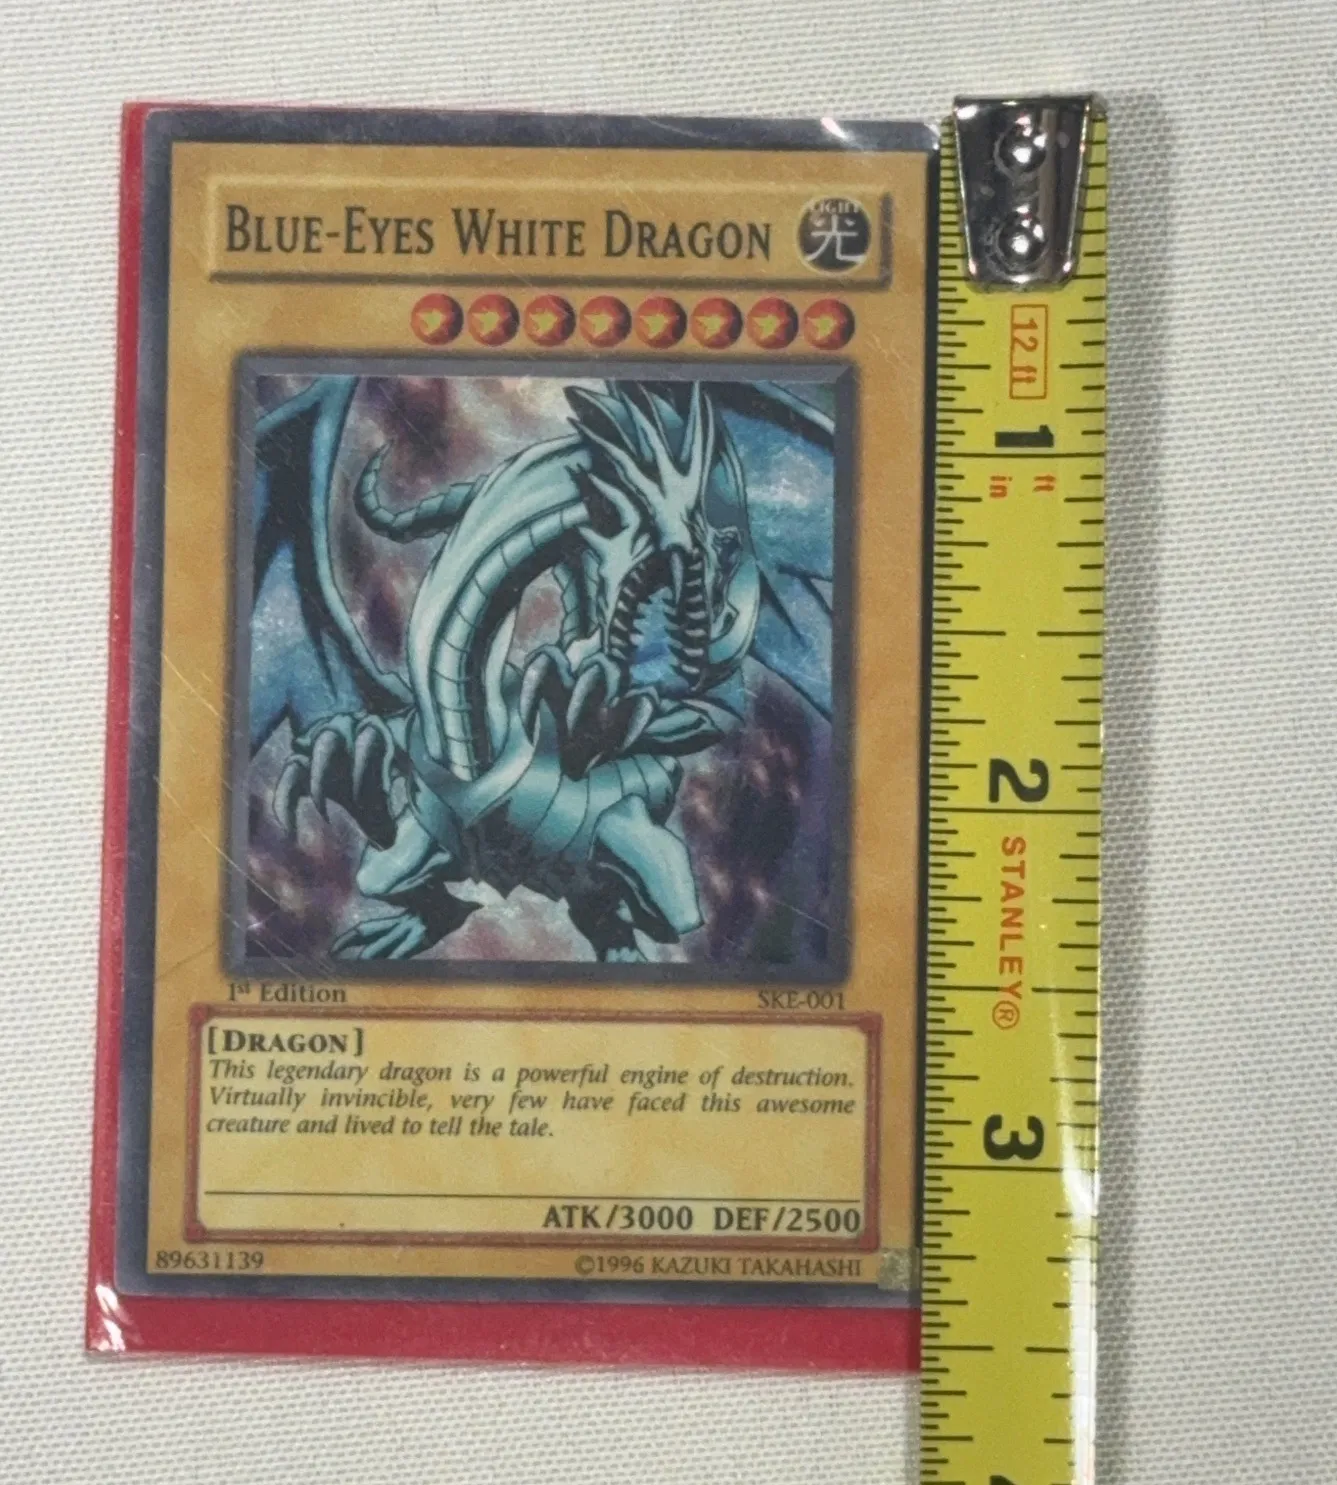 BLUE-EYES WHITE DRAGON
LIGHT
光
1st Edition
SKE-001
[DRAGON]
This legendary dragon is a powerful engine of destruction.
Virtually invincible, very few have faced this awesome
creature and lived to tell the tale.
ATK/3000 DEF/2500
89631139
©1996 KAZUKI TAKAHASHI
12 ft
1
ft
in
2
STANLEY®
3